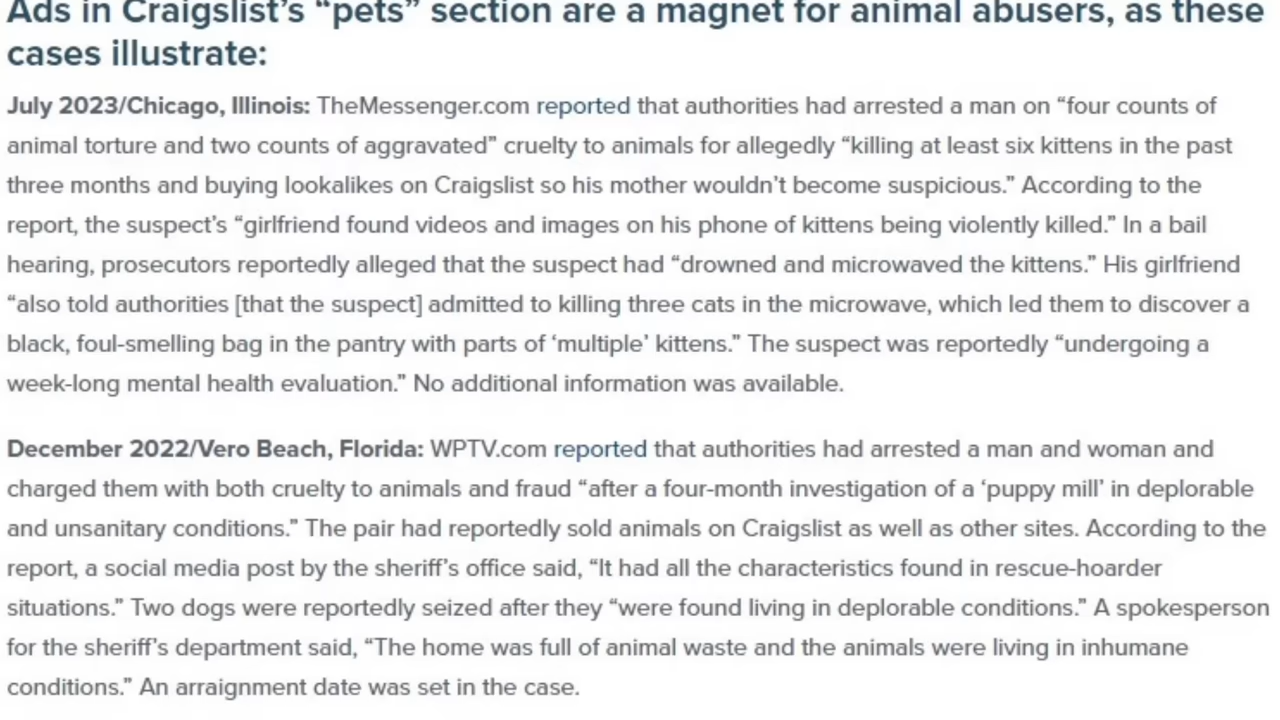 Ads in Craigslist’s “pets” section are a magnet for animal abusers, as these
cases illustrate:
July 2023/Chicago, Illinois: TheMessenger.com reported that authorities had arrested a man on “four counts of
animal torture and two counts of aggravated” cruelty to animals for allegedly “killing at least six kittens in the past
three months and buying lookalikes on Craigslist so his mother wouldn’t become suspicious.” According to the
report, the suspect’s “girlfriend found videos and images on his phone of kittens being violently killed.” In a bail
hearing, prosecutors reportedly alleged that the suspect had “drowned and microwaved the kittens.” His girlfriend
“also told authorities [that the suspect] admitted to killing three cats in the microwave, which led them to discover a
black, foul-smelling bag in the pantry with parts of ‘multiple’ kittens.” The suspect was reportedly “undergoing a
week-long mental health evaluation.” No additional information was available.
December 2022/Vero Beach, Florida: WPTV.com reported that authorities had arrested a man and woman and
charged them with both cruelty to animals and fraud “after a four-month investigation of a ‘puppy mill’ in deplorable
and unsanitary conditions.” The pair had reportedly sold animals on Craigslist as well as other sites. According to the
report, a social media post by the sheriff’s office said, “It had all the characteristics found in rescue-hoarder
situations.” Two dogs were reportedly seized after they “were found living in deplorable conditions.” A spokesperson
for the sheriff’s department said, “The home was full of animal waste and the animals were living in inhumane
conditions.” An arraignment date was set in the case.